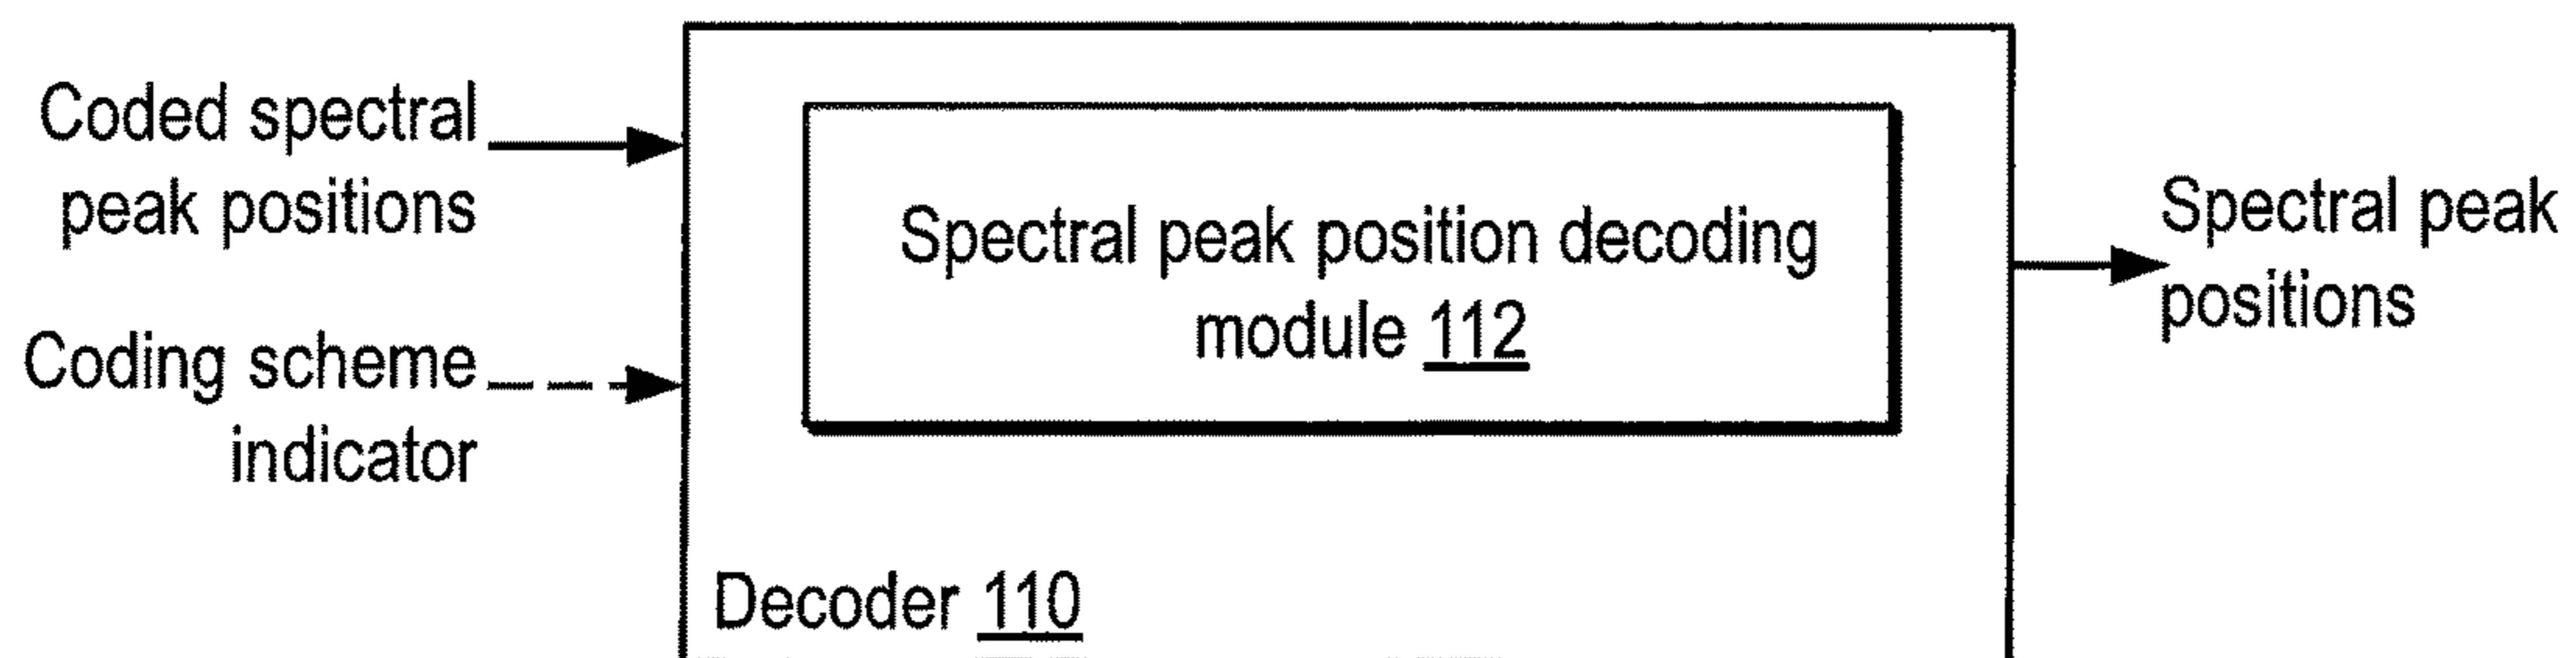 Coded spectral
peak positions
Coding scheme
indicator
Spectral peak position decoding
module 112
Decoder 110
Spectral peak
positions